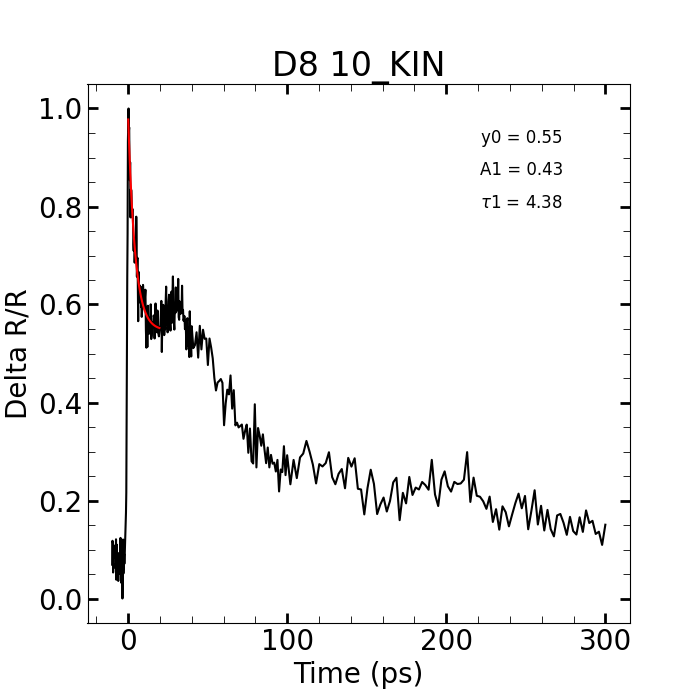 D8 10_KIN
1.0
0.8
0.6
0.4
0.2
0.0
Delta R/R
y0 = 0.55
A1 = 0.43
τ1 = 4.38
0
100
200
300
Time (ps)